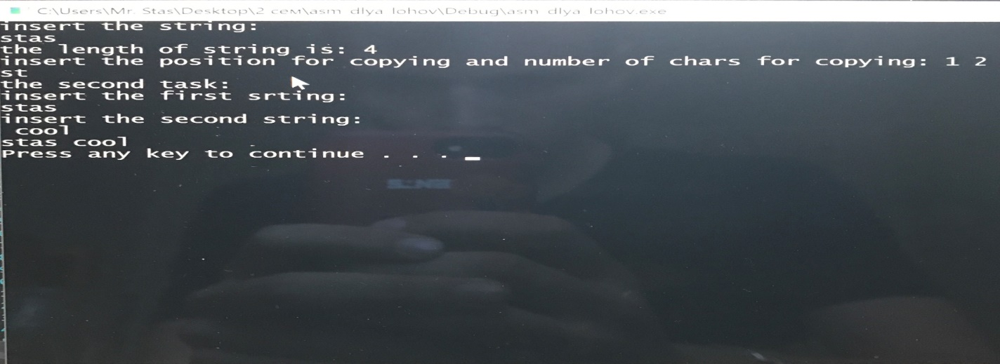 C:\Users\Mr. Stas\Desktop\2 сем\asm dlya lohov\Debug\asm dlya lohov.exe
insert the string:
stas
the length of string is: 4
insert the position for copying and number of chars for copying: 1 2
st
the second task:
insert the first srting:
stas
insert the second string:
 cool
stas cool
Press any key to continue . . . _